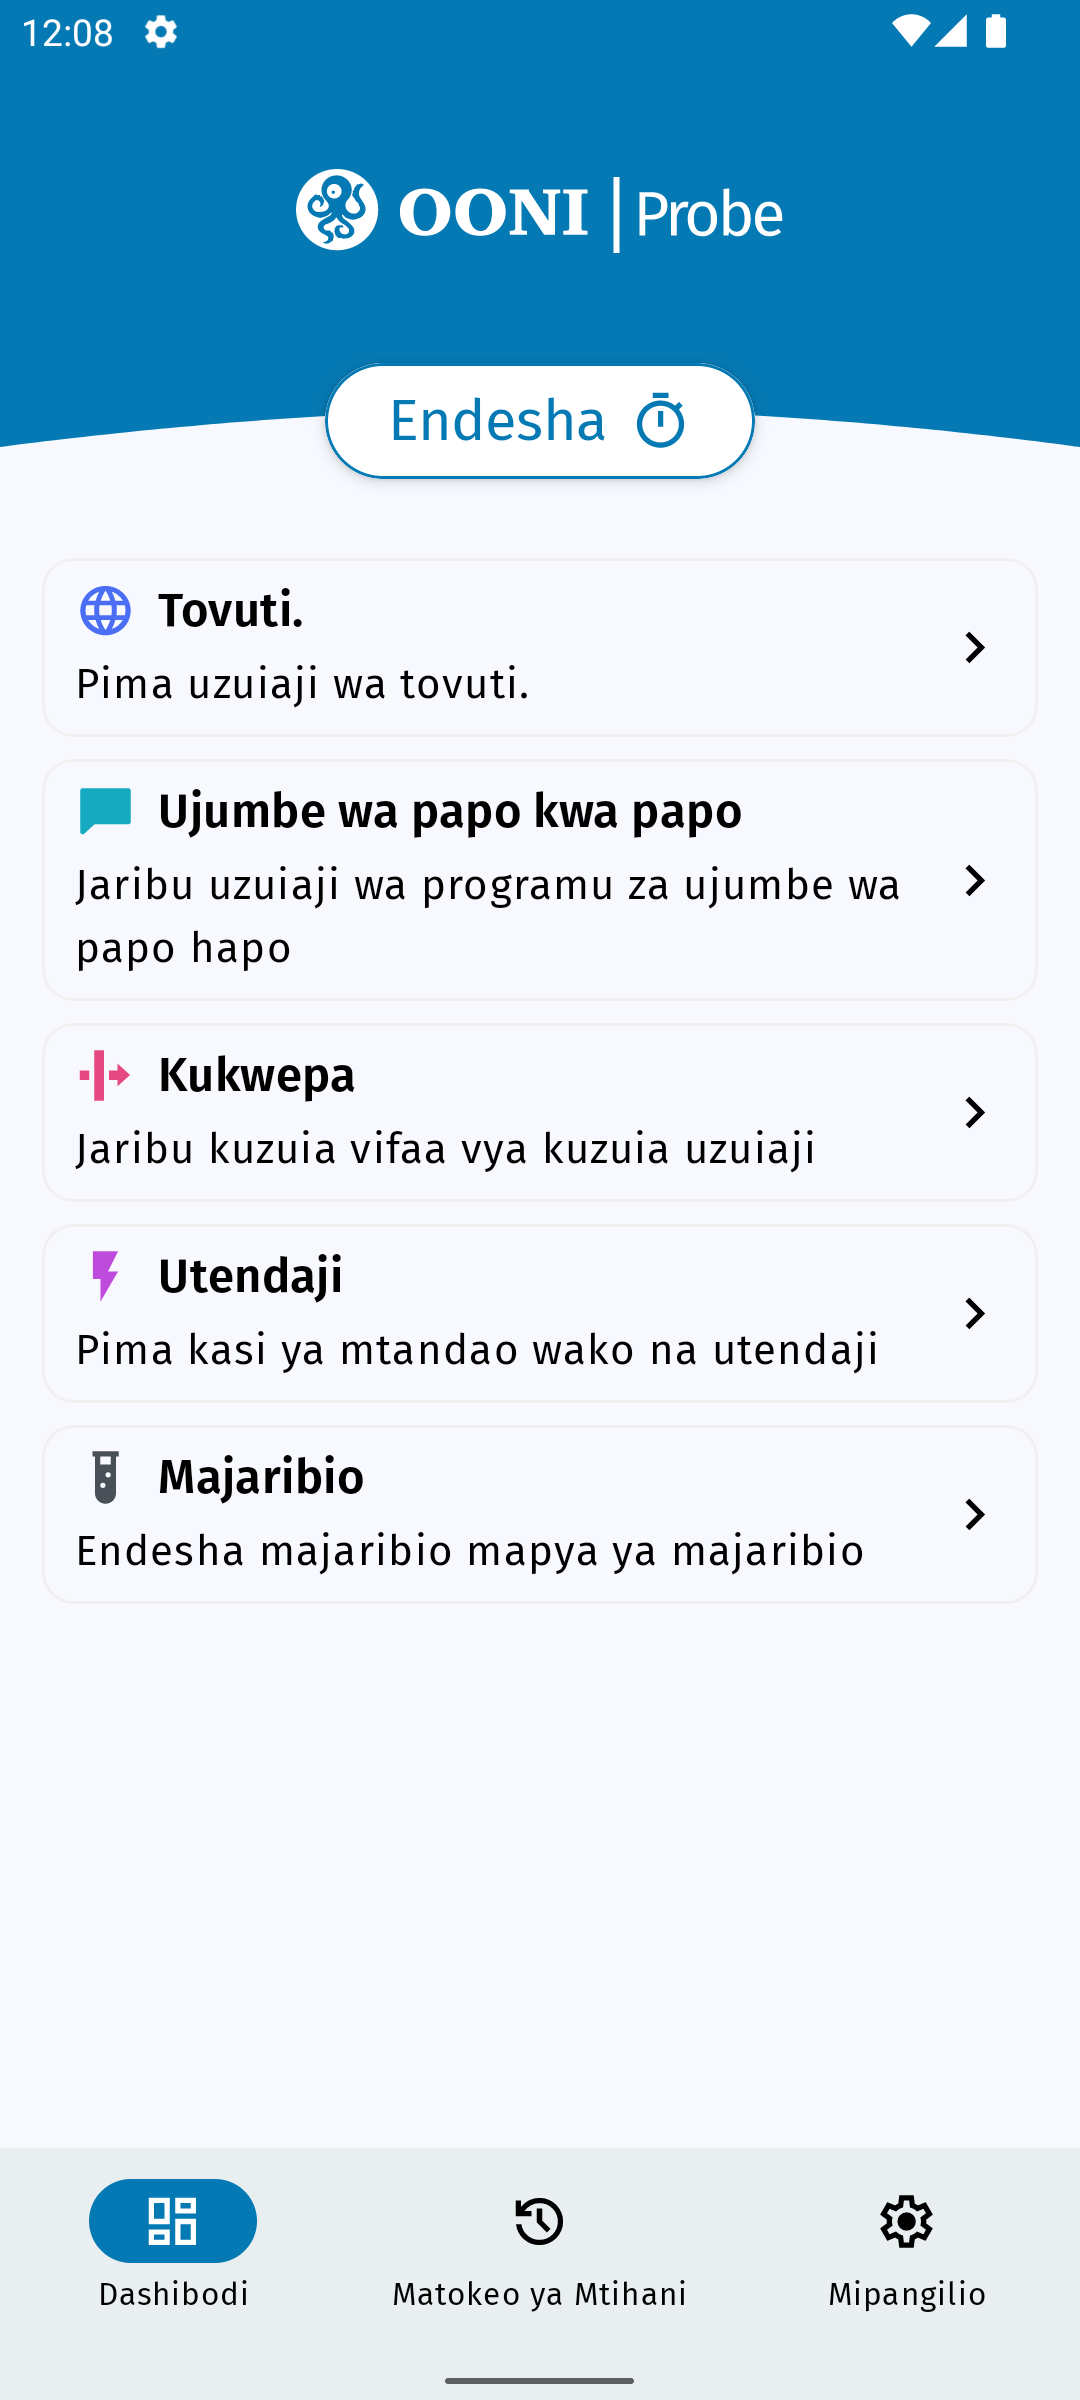 12:08
OONI | Probe
Endesha
Tovuti.
Pima uzuiaji wa tovuti.
Ujumbe wa papo kwa papo
Jaribu uzuiaji wa programu za ujumbe wa
papo hapo
Kukwepa
Jaribu kuzuia vifaa vya kuzuia uzuiaji
Utendaji
Pima kasi ya mtandao wako na utendaji
Majaribio
Endesha majaribio mapya ya majaribio
Dashibodi
Matokeo ya Mtihani
Mipangilio